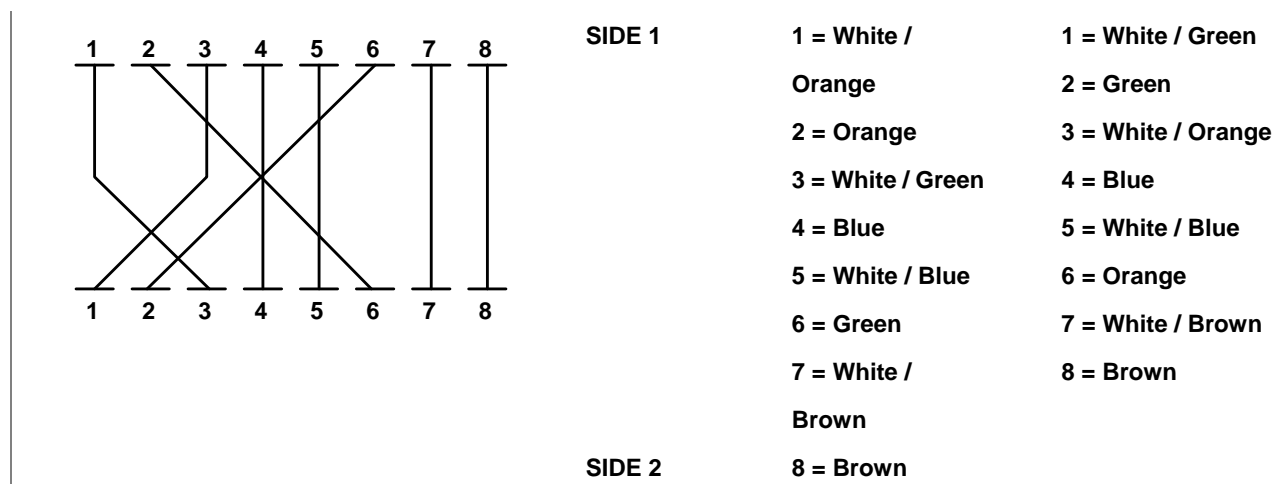 1 2 3 4 5 6 7 8
1 2 3 4 5 6 7 8
SIDE 1
SIDE 2
1 = White /
Orange
2 = Orange
3 = White / Green
4 = Blue
5 = White / Blue
6 = Green
7 = White /
Brown
8 = Brown
1 = White / Green
2 = Green
3 = White / Orange
4 = Blue
5 = White / Blue
6 = Orange
7 = White / Brown
8 = Brown